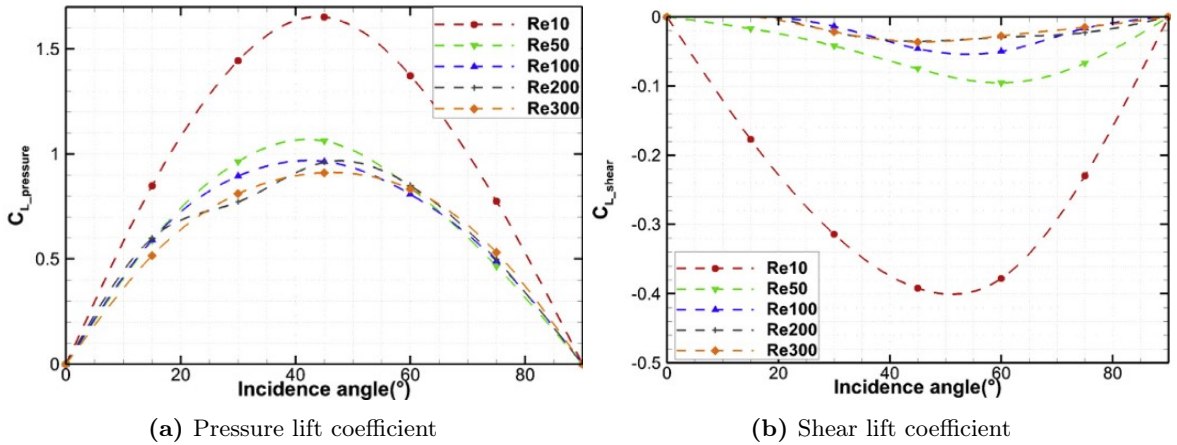 1.5
1
0.5
0
0
20
40
60
80
C_L_pressure
Incidence angle(°)
Re10
Re50
Re100
Re200
Re300
(a) Pressure lift coefficient
0
-0.1
-0.2
-0.3
-0.4
-0.5
0
20
40
60
80
C_L_shear
Incidence angle(°)
Re10
Re50
Re100
Re200
Re300
(b) Shear lift coefficient